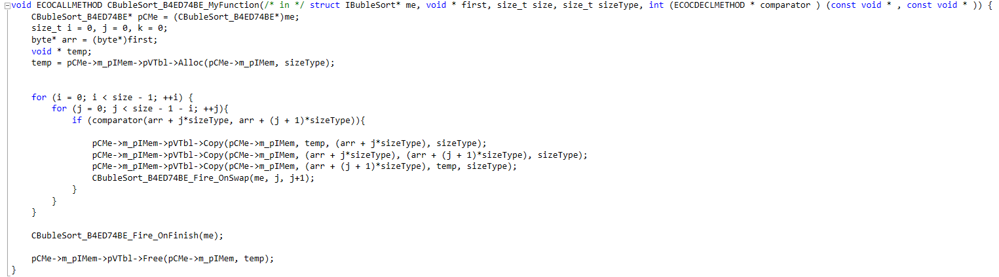 void ECOCALLMETHOD CBubleSort_B4ED74BE_MyFunction(/* in */ struct IBubleSort* me, void * first, size_t size, size_t sizeType, int (ECOCDECLMETHOD * comparator ) (const void * , const void * )) {
    CBubleSort_B4ED74BE* pCMe = (CBubleSort_B4ED74BE*)me;
    size_t i = 0, j = 0, k = 0;
    byte* arr = (byte*)first;
    void * temp;
    temp = pCMe->m_pIMem->pVTbl->Alloc(pCMe->m_pIMem, sizeType);
    for (i = 0; i < size - 1; ++i) {
        for (j = 0; j < size - 1 - i; ++j){
            if (comparator(arr + j*sizeType, arr + (j + 1)*sizeType)){
                pCMe->m_pIMem->pVTbl->Copy(pCMe->m_pIMem, temp, (arr + j*sizeType), sizeType);
                pCMe->m_pIMem->pVTbl->Copy(pCMe->m_pIMem, (arr + j*sizeType), (arr + (j + 1)*sizeType), sizeType);
                pCMe->m_pIMem->pVTbl->Copy(pCMe->m_pIMem, (arr + (j + 1)*sizeType), temp, sizeType);
                CBubleSort_B4ED74BE_Fire_OnSwap(me, j, j+1);
            }
        }
    }
    CBubleSort_B4ED74BE_Fire_OnFinish(me);
    pCMe->m_pIMem->pVTbl->Free(pCMe->m_pIMem, temp);
}